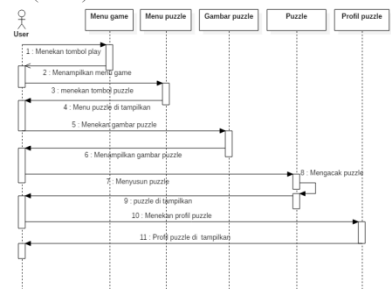 Menu game
Menu puzzle
Gambar puzzle
Puzzle
Profil puzzle
User
1 : Menekan tombol play
2 : Menampilkan menu game
3 : menekan tombol puzzle
4 : Menu puzzle di tampilkan
5 : Menekan gambar puzzle
6 : Menampilkan gambar puzzle
7 : Menyusun puzzle
8 : Mengacak puzzle
9 : puzzle di tampilkan
10 : Menekan profil puzzle
11 : Profil puzzle di tampilkan